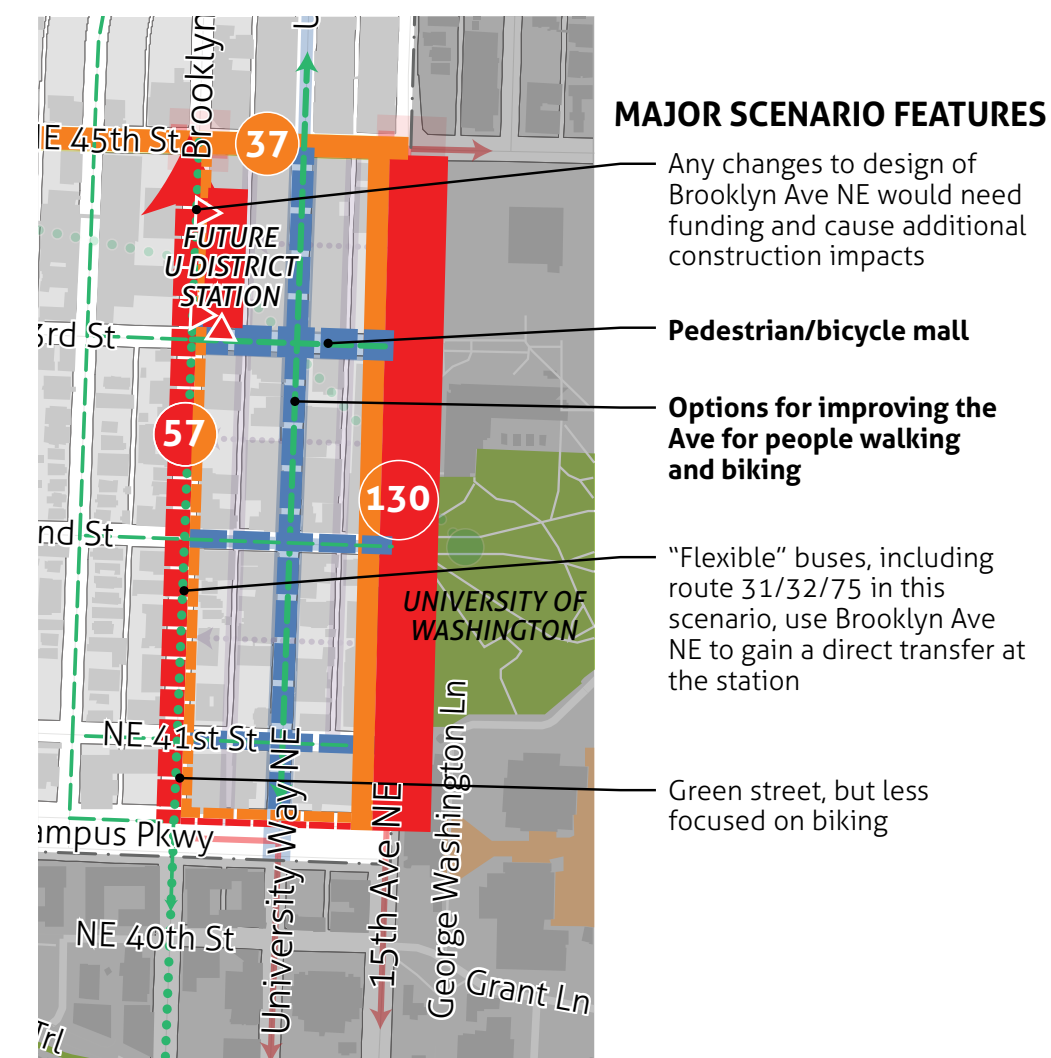 Brooklyn
U
MAJOR SCENARIO FEATURES
E 45th St
37
Any changes to design of
Brooklyn Ave NE would need
funding and cause additional
construction impacts
FUTURE
U DISTRICT
STATION
3rd St
Pedestrian/bicycle mall
Options for improving the
Ave for people walking
and biking
57
130
nd St
"Flexible" buses, including
route 31/32/75 in this
scenario, use Brooklyn Ave
NE to gain a direct transfer at
the station
UNIVERSITY OF
WASHINGTON
NE 41st St
University Way NE
15th Ave NE
George Washington Ln
Green street, but less
focused on biking
ampus Pkwy
NE 40th St
Grant Ln
Trl